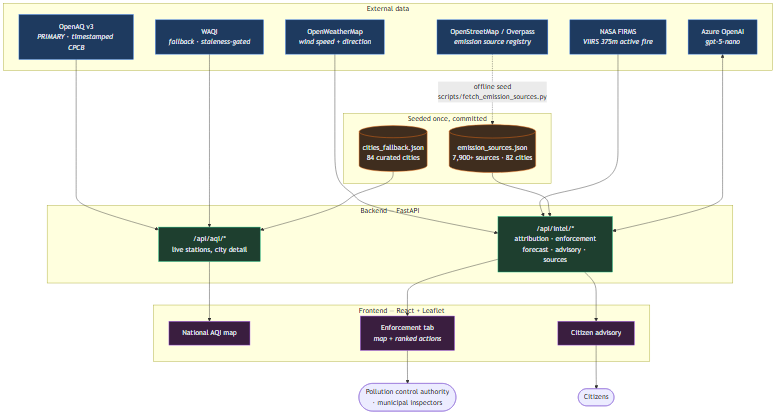 External data
OpenAQ v3
PRIMARY · timestamped
CPCB
WAQI
fallback · staleness-gated
OpenWeatherMap
wind speed + direction
OpenStreetMap / Overpass
emission source registry
NASA FIRMS
VIIRS 375m active fire
Azure OpenAI
gpt-5-nano
offline seed
scripts/fetch_emission_sources.py
Seeded once, committed
cities_fallback.json
84 curated cities
emission_sources.json
7,900+ sources · 82 cities
Backend — FastAPI
/api/aqi/*
live stations, city detail
/api/intel/*
attribution · enforcement
forecast · advisory ·
sources
Frontend — React + Leaflet
National AQI map
Enforcement tab
map + ranked actions
Citizen advisory
Pollution control authority
· municipal inspectors
Citizens